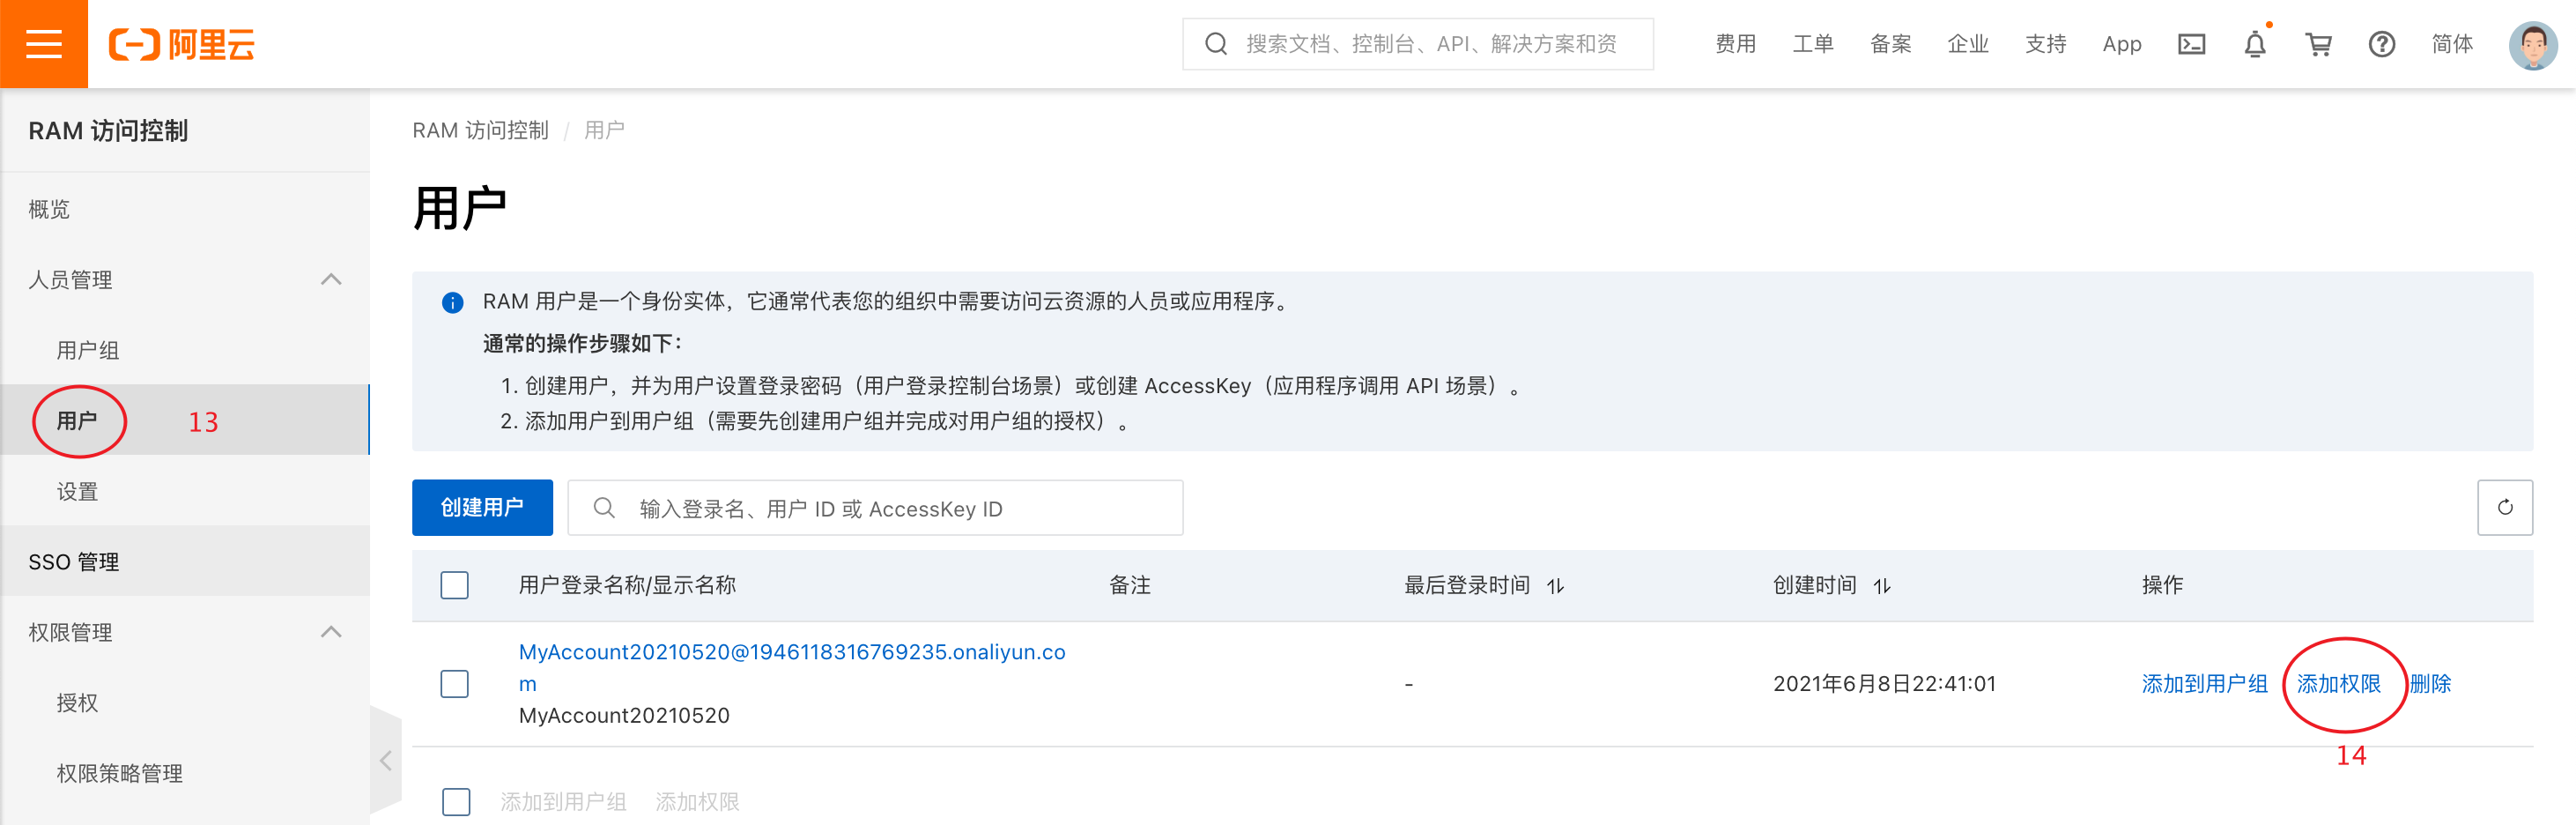 阿里云
搜索文档、控制台、API、解决方案和资
费用 工单 备案 企业 支持 App 简体
RAM 访问控制
概览
人员管理
用户组
用户 13
设置
SSO 管理
权限管理
授权
权限策略管理
RAM 访问控制 / 用户
用户
RAM 用户是一个身份实体，它通常代表您的组织中需要访问云资源的人员或应用程序。
通常的操作步骤如下：
1. 创建用户，并为用户设置登录密码（用户登录控制台场景）或创建 AccessKey（应用程序调用 API 场景）。
2. 添加用户到用户组（需要先创建用户组并完成对用户组的授权）。
创建用户 输入登录名、用户 ID 或 AccessKey ID
用户登录名称/显示名称 备注 最后登录时间 创建时间 操作
MyAccount20210520@1946118316769235.onaliyun.co
m
MyAccount20210520
- 2021年6月8日22:41:01 添加到用户组 添加权限 删除
14
添加到用户组 添加权限